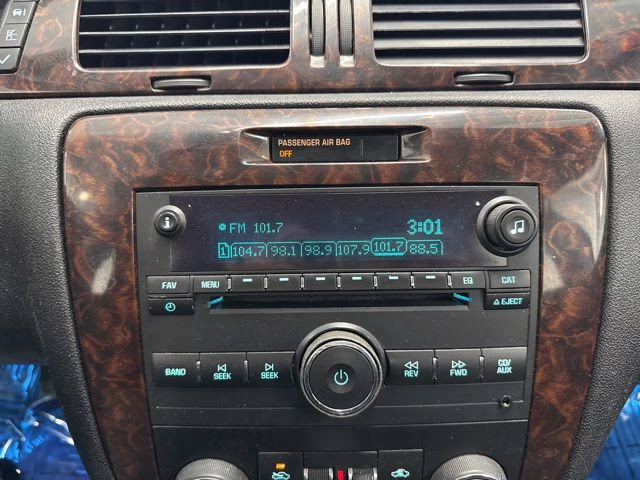 PASSENGER AIR BAG
OFF
FM 101.7 3:01
1 104.7 98.1 98.9 107.9 101.7 88.5
FAV MENU EQ CAT
EJECT
BAND SEEK SEEK REV FWD CD/AUX